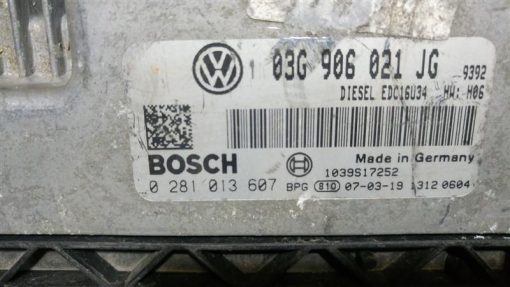 03G 906 021 JG 9392
DIESEL EDC16U34 HW: H06
BOSCH
Made in Germany
1039S17252
0 281 013 607 BPG 810 07-03-19 1312 0604